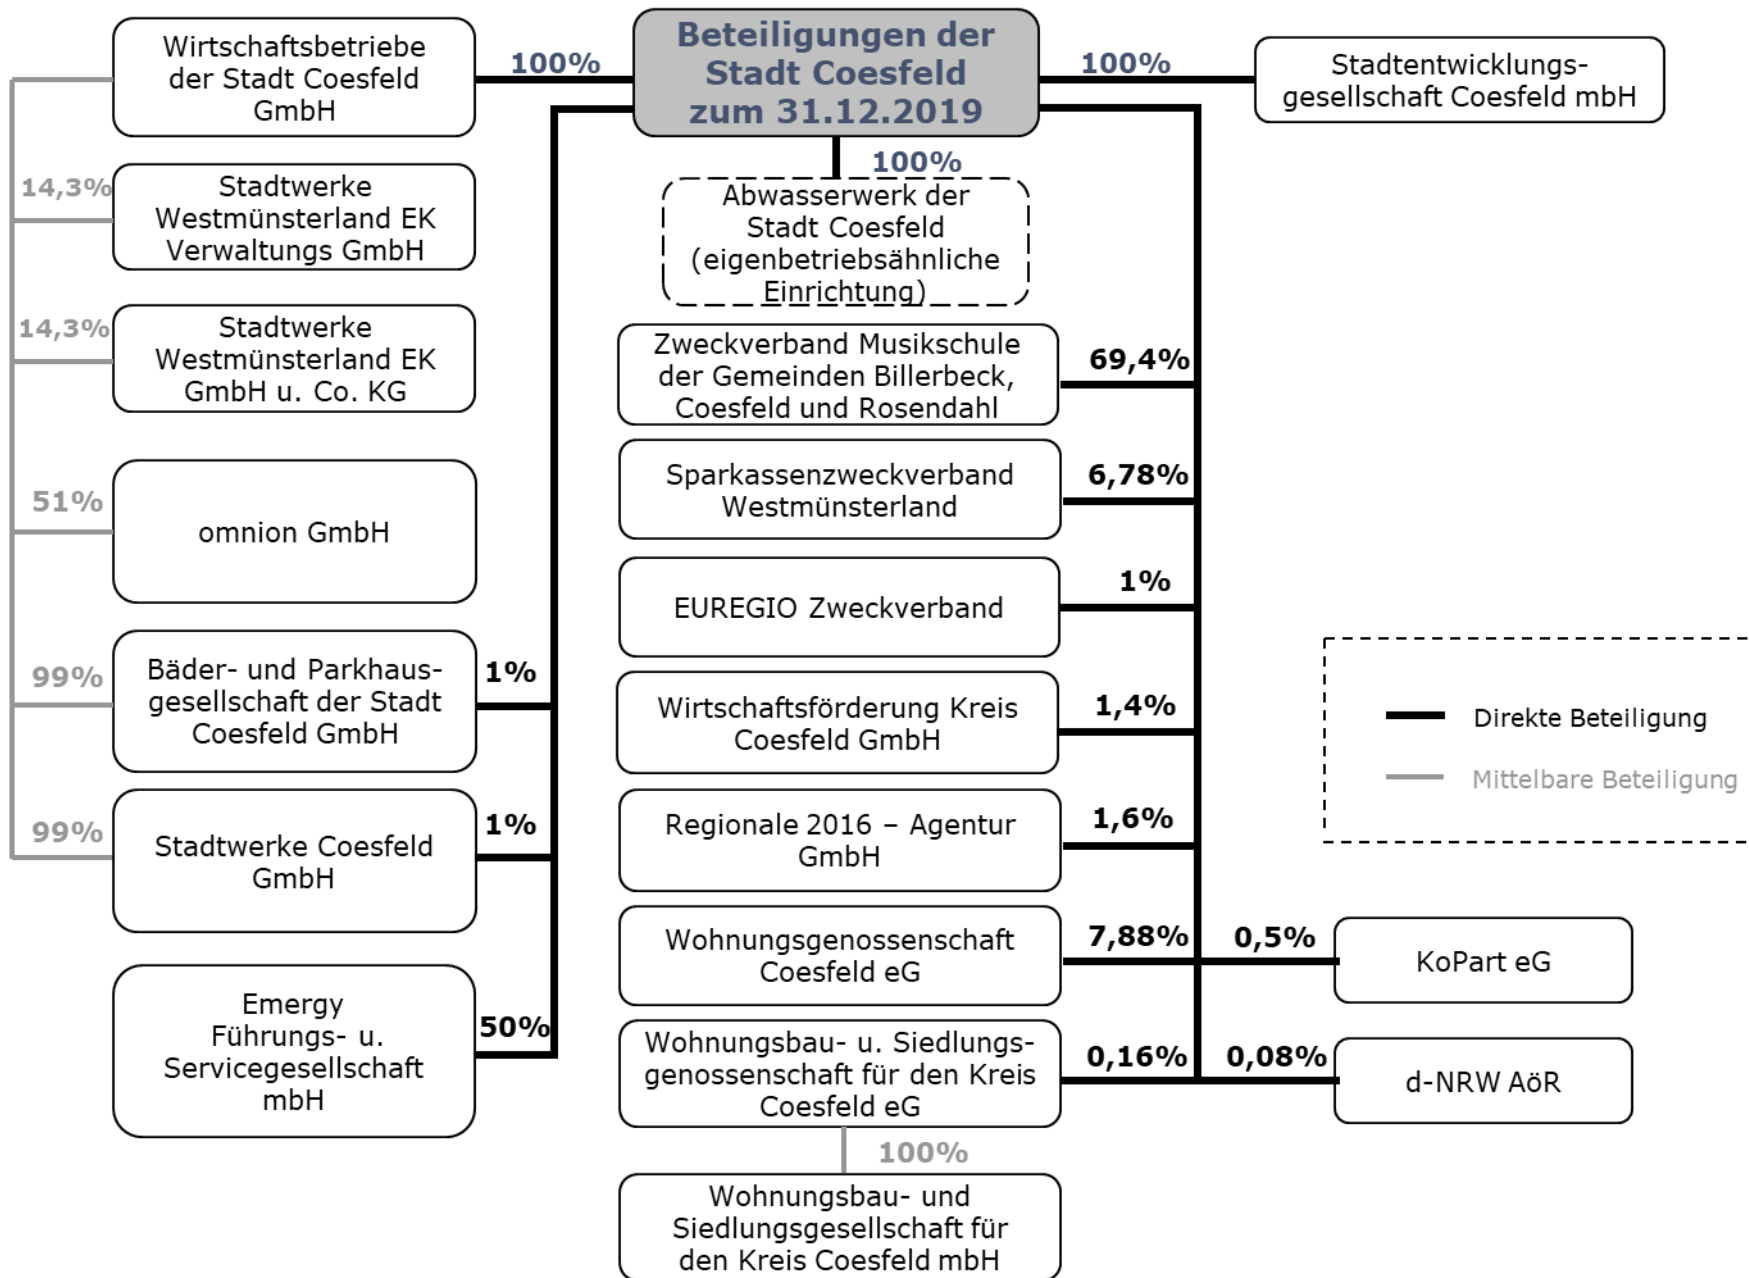 Beteiligungen der
Stadt Coesfeld
zum 31.12.2019
Wirtschaftsbetriebe
der Stadt Coesfeld
GmbH
100%
100%
Stadtentwicklungs-
gesellschaft Coesfeld mbH
14,3%
Stadtwerke
Westmünsterland EK
Verwaltungs GmbH
14,3%
Stadtwerke
Westmünsterland EK
GmbH u. Co. KG
51%
omnion GmbH
99%
Bäder- und Parkhaus-
gesellschaft der Stadt
Coesfeld GmbH
1%
99%
Stadtwerke Coesfeld
GmbH
1%
Emergy
Führungs- u.
Servicegesellschaft
mbH
50%
100%
Abwasserwerk der
Stadt Coesfeld
(eigenbetriebsähnliche
Einrichtung)
Zweckverband Musikschule
der Gemeinden Billerbeck,
Coesfeld und Rosendahl
69,4%
Sparkassenzweckverband
Westmünsterland
6,78%
EUREGIO Zweckverband
1%
Wirtschaftsförderung Kreis
Coesfeld GmbH
1,4%
Regionale 2016 – Agentur
GmbH
1,6%
Wohnungsgenossenschaft
Coesfeld eG
7,88%
0,5%
KoPart eG
Wohnungsbau- u. Siedlungs-
genossenschaft für den Kreis
Coesfeld eG
0,16%
0,08%
d-NRW AöR
100%
Wohnungsbau- und
Siedlungsgesellschaft für
den Kreis Coesfeld mbH
Direkte Beteiligung
Mittelbare Beteiligung